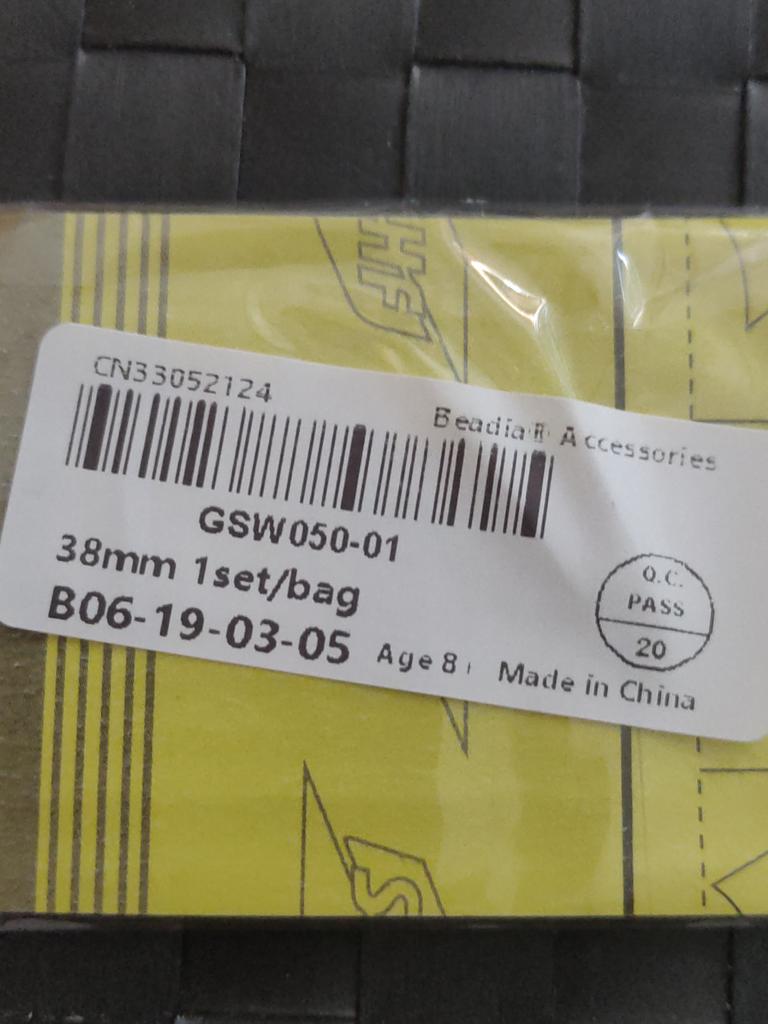 CN33052124
Beadia® Accessories
GSW050-01
38mm 1set/bag
B06-19-03-05
Age 8+ Made in China
Q.C.
PASS
20